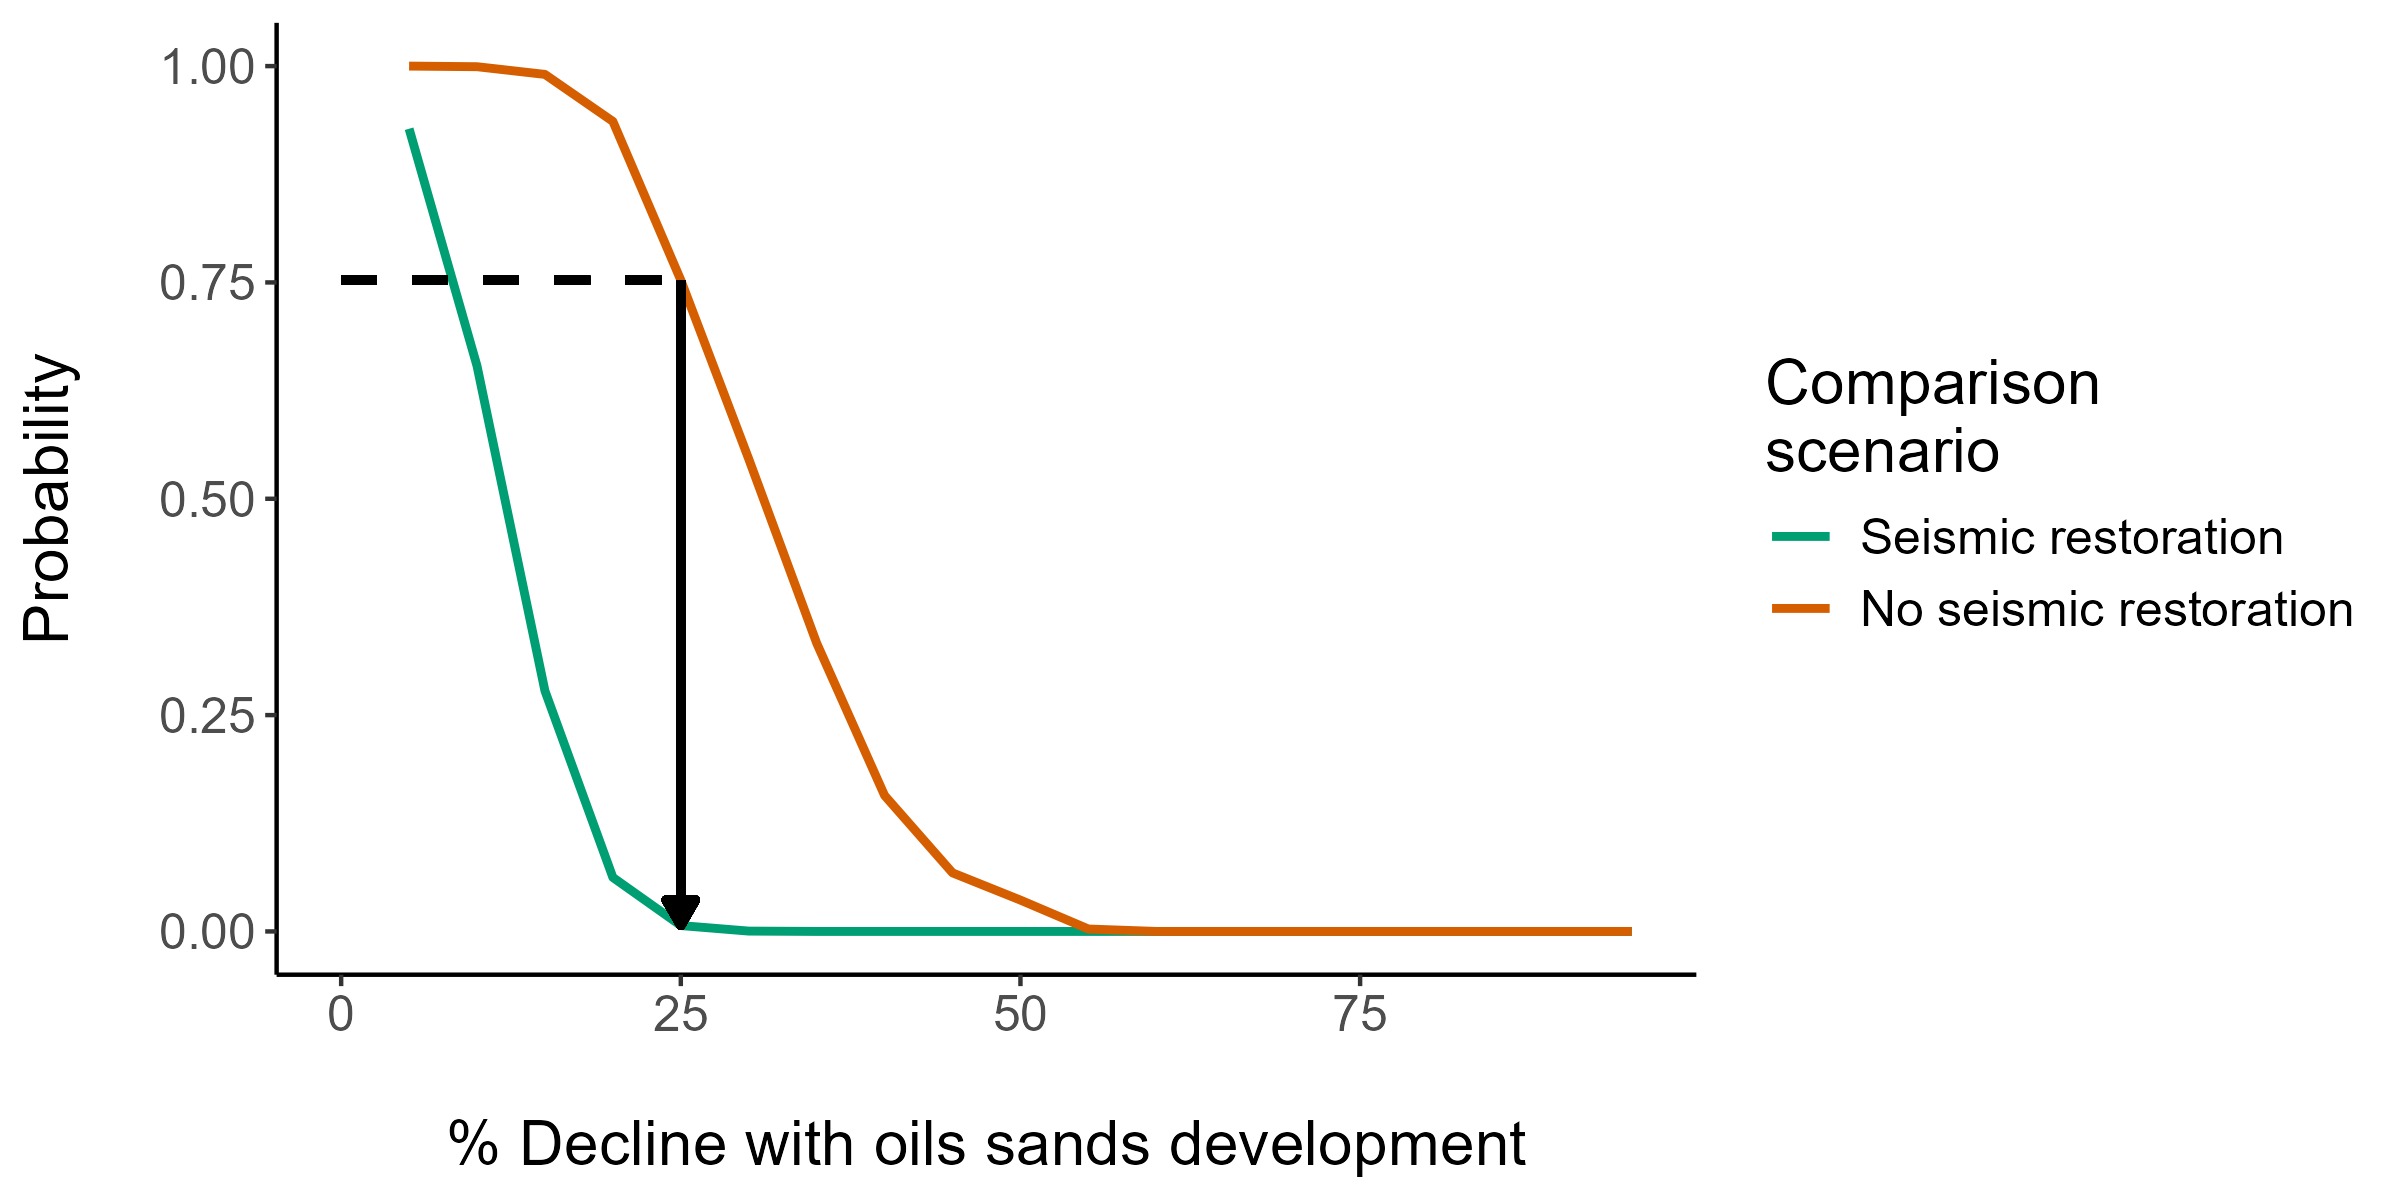 1.00
0.75
0.50
0.25
0.00
Probability
0 25 50 75
% Decline with oils sands development
Comparison
scenario
Seismic restoration
No seismic restoration